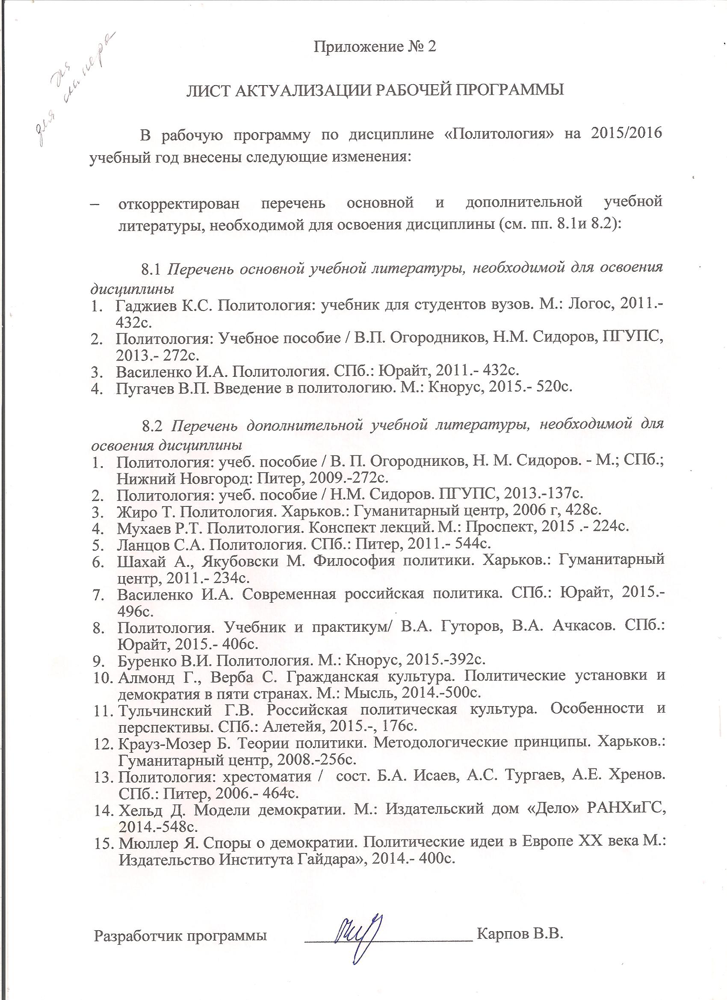 для сканера
Приложение № 2
ЛИСТ АКТУАЛИЗАЦИИ РАБОЧЕЙ ПРОГРАММЫ
В рабочую программу по дисциплине «Политология» на 2015/2016
учебный год внесены следующие изменения:
– откорректирован перечень основной и дополнительной учебной
литературы, необходимой для освоения дисциплины (см. пп. 8.1и 8.2):
8.1 Перечень основной учебной литературы, необходимой для освоения
дисциплины
1. Гаджиев К.С. Политология: учебник для студентов вузов. М.: Логос, 2011.-
432с.
2. Политология: Учебное пособие / В.П. Огородников, Н.М. Сидоров, ПГУПС,
2013.- 272с.
3. Василенко И.А. Политология. СПб.: Юрайт, 2011.- 432с.
4. Пугачев В.П. Введение в политологию. М.: Кнорус, 2015.- 520с.
8.2 Перечень дополнительной учебной литературы, необходимой для
освоения дисциплины
1. Политология: учеб. пособие / В. П. Огородников, Н. М. Сидоров. - М.; СПб.;
Нижний Новгород: Питер, 2009.-272с.
2. Политология: учеб. пособие / Н.М. Сидоров. ПГУПС, 2013.-137с.
3. Жиро Т. Политология. Харьков.: Гуманитарный центр, 2006 г, 428с.
4. Мухаев Р.Т. Политология. Конспект лекций. М.: Проспект, 2015 .- 224с.
5. Ланцов С.А. Политология. СПб.: Питер, 2011.- 544с.
6. Шахай А., Якубовски М. Философия политики. Харьков.: Гуманитарный
центр, 2011.- 234с.
7. Василенко И.А. Современная российская политика. СПб.: Юрайт, 2015.-
496с.
8. Политология. Учебник и практикум/ В.А. Гуторов, В.А. Ачкасов. СПб.:
Юрайт, 2015.- 406с.
9. Буренко В.И. Политология. М.: Кнорус, 2015.-392с.
10. Алмонд Г., Верба С. Гражданская культура. Политические установки и
демократия в пяти странах. М.: Мысль, 2014.-500с.
11. Тульчинский Г.В. Российская политическая культура. Особенности и
перспективы. СПб.: Алетейя, 2015.-, 176с.
12. Крауз-Мозер Б. Теории политики. Методологические принципы. Харьков.:
Гуманитарный центр, 2008.-256с.
13. Политология: хрестоматия / сост. Б.А. Исаев, А.С. Тургаев, А.Е. Хренов.
СПб.: Питер, 2006.- 464с.
14. Хельд Д. Модели демократии. М.: Издательский дом «Дело» РАНХиГС,
2014.-548с.
15. Мюллер Я. Споры о демократии. Политические идеи в Европе XX века М.:
Издательство Института Гайдара», 2014.- 400с.
Разработчик программы ____________________ Карпов В.В.